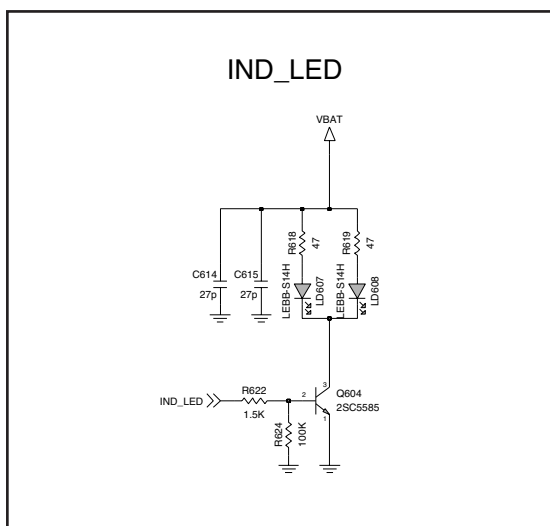 IND_LED
VBAT
R618
47
R619
47
C614
27p
C615
27p
LEBB-S14H
LD607
LEBB-S14H
LD608
IND_LED
R622
1.5K
R624
100K
2
3
1
Q604
2SC5585